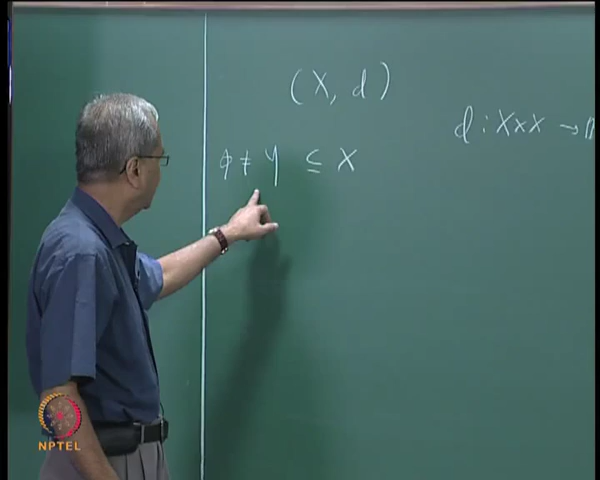 (X, d)
d : X × X →
φ ≠ Y ⊆ X
NPTEL